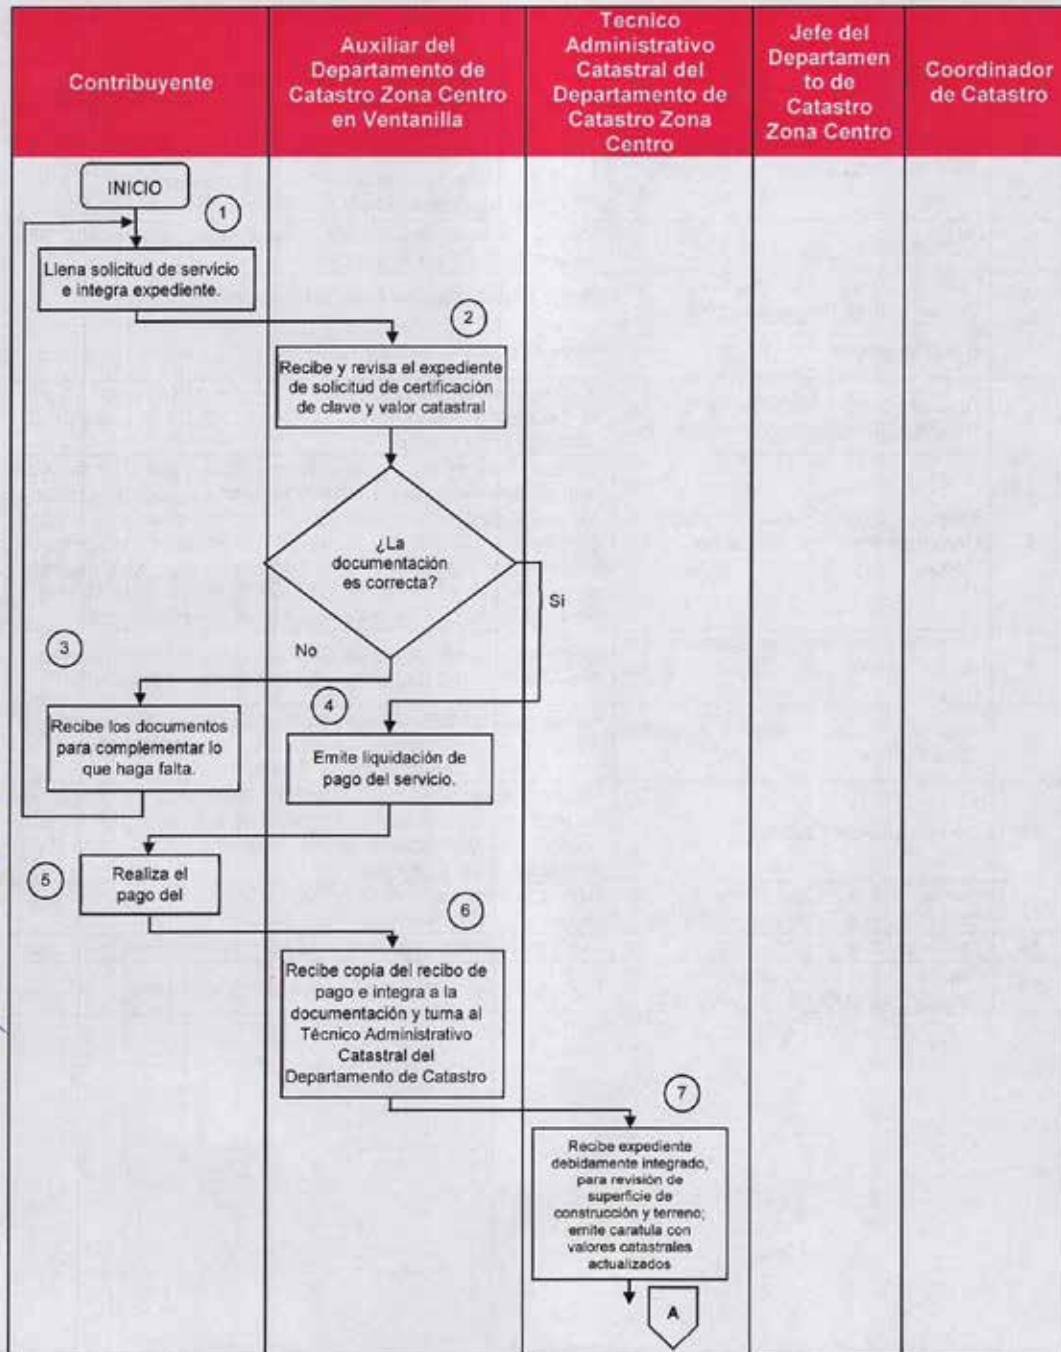 Contribuyente
Auxiliar del
Departamento de
Catastro Zona Centro
en Ventanilla
Tecnico
Administrativo
Catastral del
Departamento de
Catastro Zona
Centro
Jefe del
Departamen
to de
Catastro
Zona Centro
Coordinador
de Catastro
INICIO
1
Llena solicitud de servicio
e integra expediente.
2
Recibe y revisa el expediente
de solicitud de certificación
de clave y valor catastral
¿La
documentación
es correcta?
Si
No
3
Recibe los documentos
para complementar lo
que haga falta.
4
Emite liquidación de
pago del servicio.
5
Realiza el
pago del
6
Recibe copia del recibo de
pago e integra a la
documentación y turna al
Técnico Administrativo
Catastral del
Departamento de Catastro
7
Recibe expediente
debidamente integrado,
para revisión de
superficie de
construcción y terreno;
emite caratula con
valores catastrales
actualizados
A